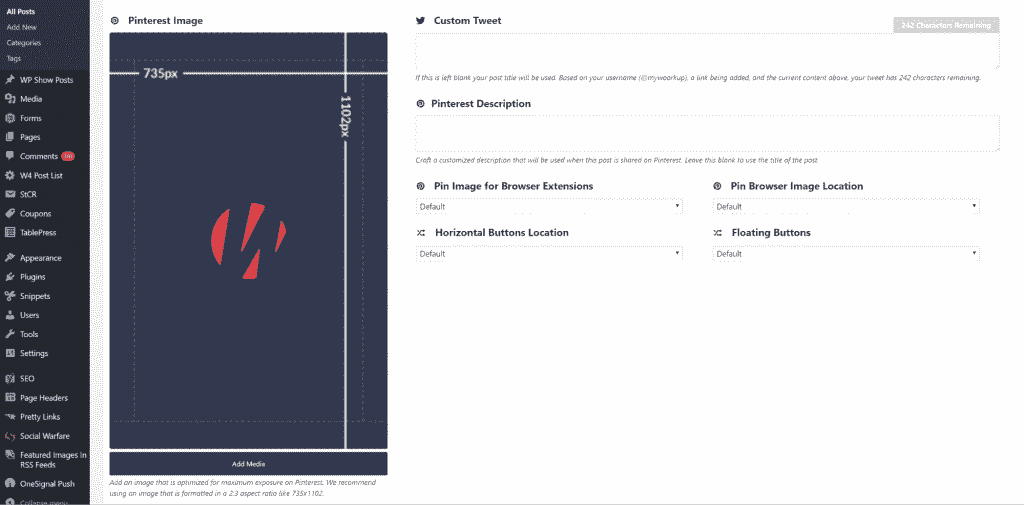 All Posts
Add New
Categories
Tags
WP Show Posts
Media
Forms
Pages
Comments
W4 Post List
StCR
Coupons
TablePress
Appearance
Plugins
Snippets
Users
Tools
Settings
SEO
Page Headers
Pretty Links
Social Warfare
Featured Images in
RSS Feeds
OneSignal Push
Collapse menu
Pinterest Image
735px
1102px
Add Media
Add an image that is optimized for maximum exposure on Pinterest. We recommend
using an image that is formatted in a 2:3 aspect ratio like 735x1102.
Custom Tweet
242 Characters Remaining
If this is left blank your post title will be used. Based on your username (@mywoorkup), a link being added, and the current content above, your tweet has 242 characters remaining.
Pinterest Description
Craft a customized description that will be used when this post is shared on Pinterest. Leave this blank to use the title of the post.
Pin Image for Browser Extensions
Default
Pin Browser Image Location
Default
Horizontal Buttons Location
Default
Floating Buttons
Default